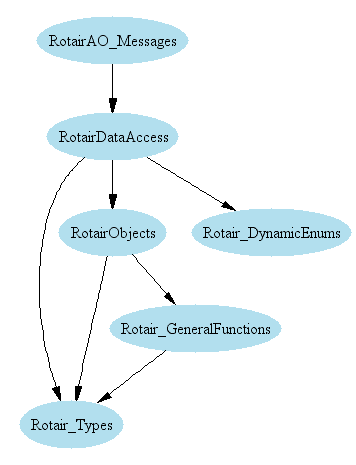 RotairAO_Messages
RotairDataAccess
RotairObjects
Rotair_DynamicEnums
Rotair_GeneralFunctions
Rotair_Types